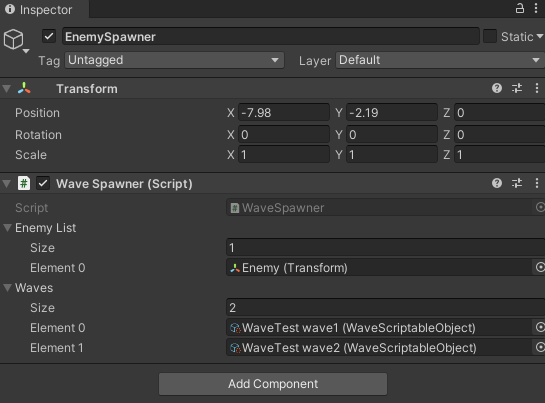 Inspector
EnemySpawner Static
Tag Untagged Layer Default
Transform
Position X -7.98 Y -2.19 Z 0
Rotation X 0 Y 0 Z 0
Scale X 1 Y 1 Z 1
# Wave Spawner (Script)
Script # WaveSpawner
Enemy List
Size 1
Element 0 Enemy (Transform)
Waves
Size 2
Element 0 WaveTest wave1 (WaveScriptableObject)
Element 1 WaveTest wave2 (WaveScriptableObject)
Add Component